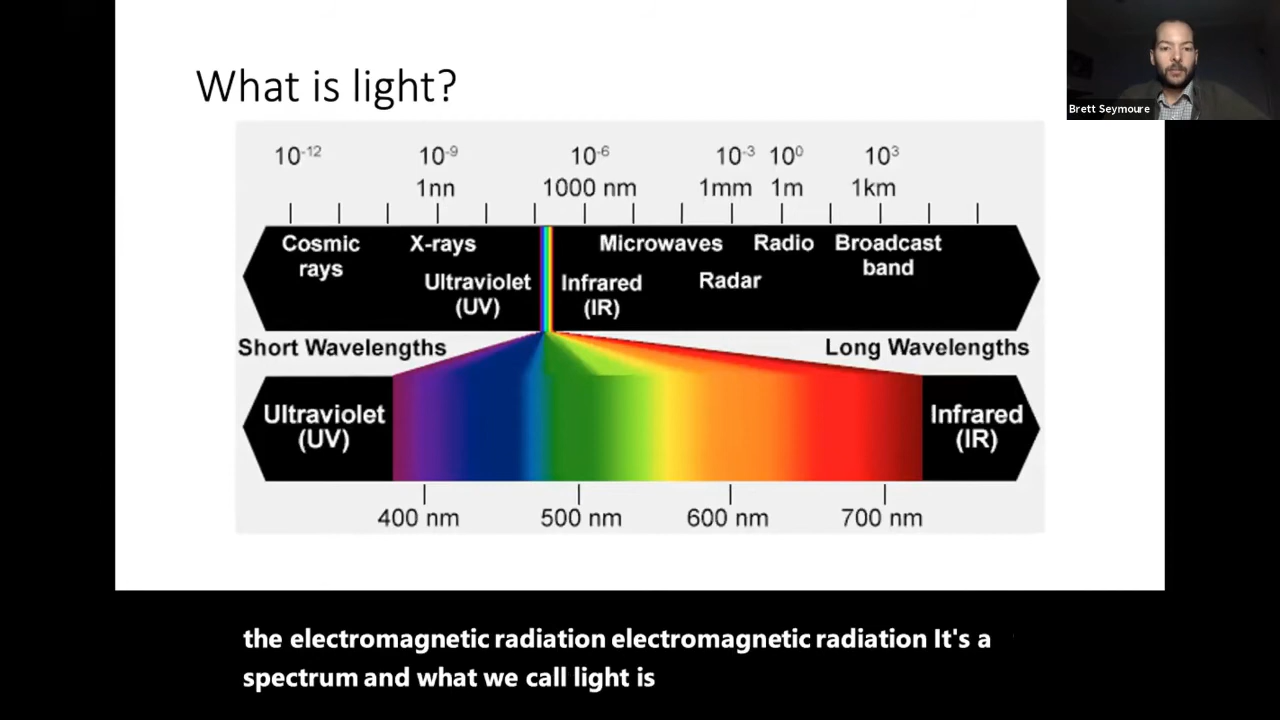 What is light?
Brett Seymoure
10-12 10-9 10-6 10-3 100 103
1nn 1000 nm 1mm 1m 1km
Cosmic rays X-rays Microwaves Radio Broadcast band
Ultraviolet (UV) Infrared (IR) Radar
Short Wavelengths Long Wavelengths
Ultraviolet (UV) Infrared (IR)
400 nm 500 nm 600 nm 700 nm
the electromagnetic radiation electromagnetic radiation It's a
spectrum and what we call light is